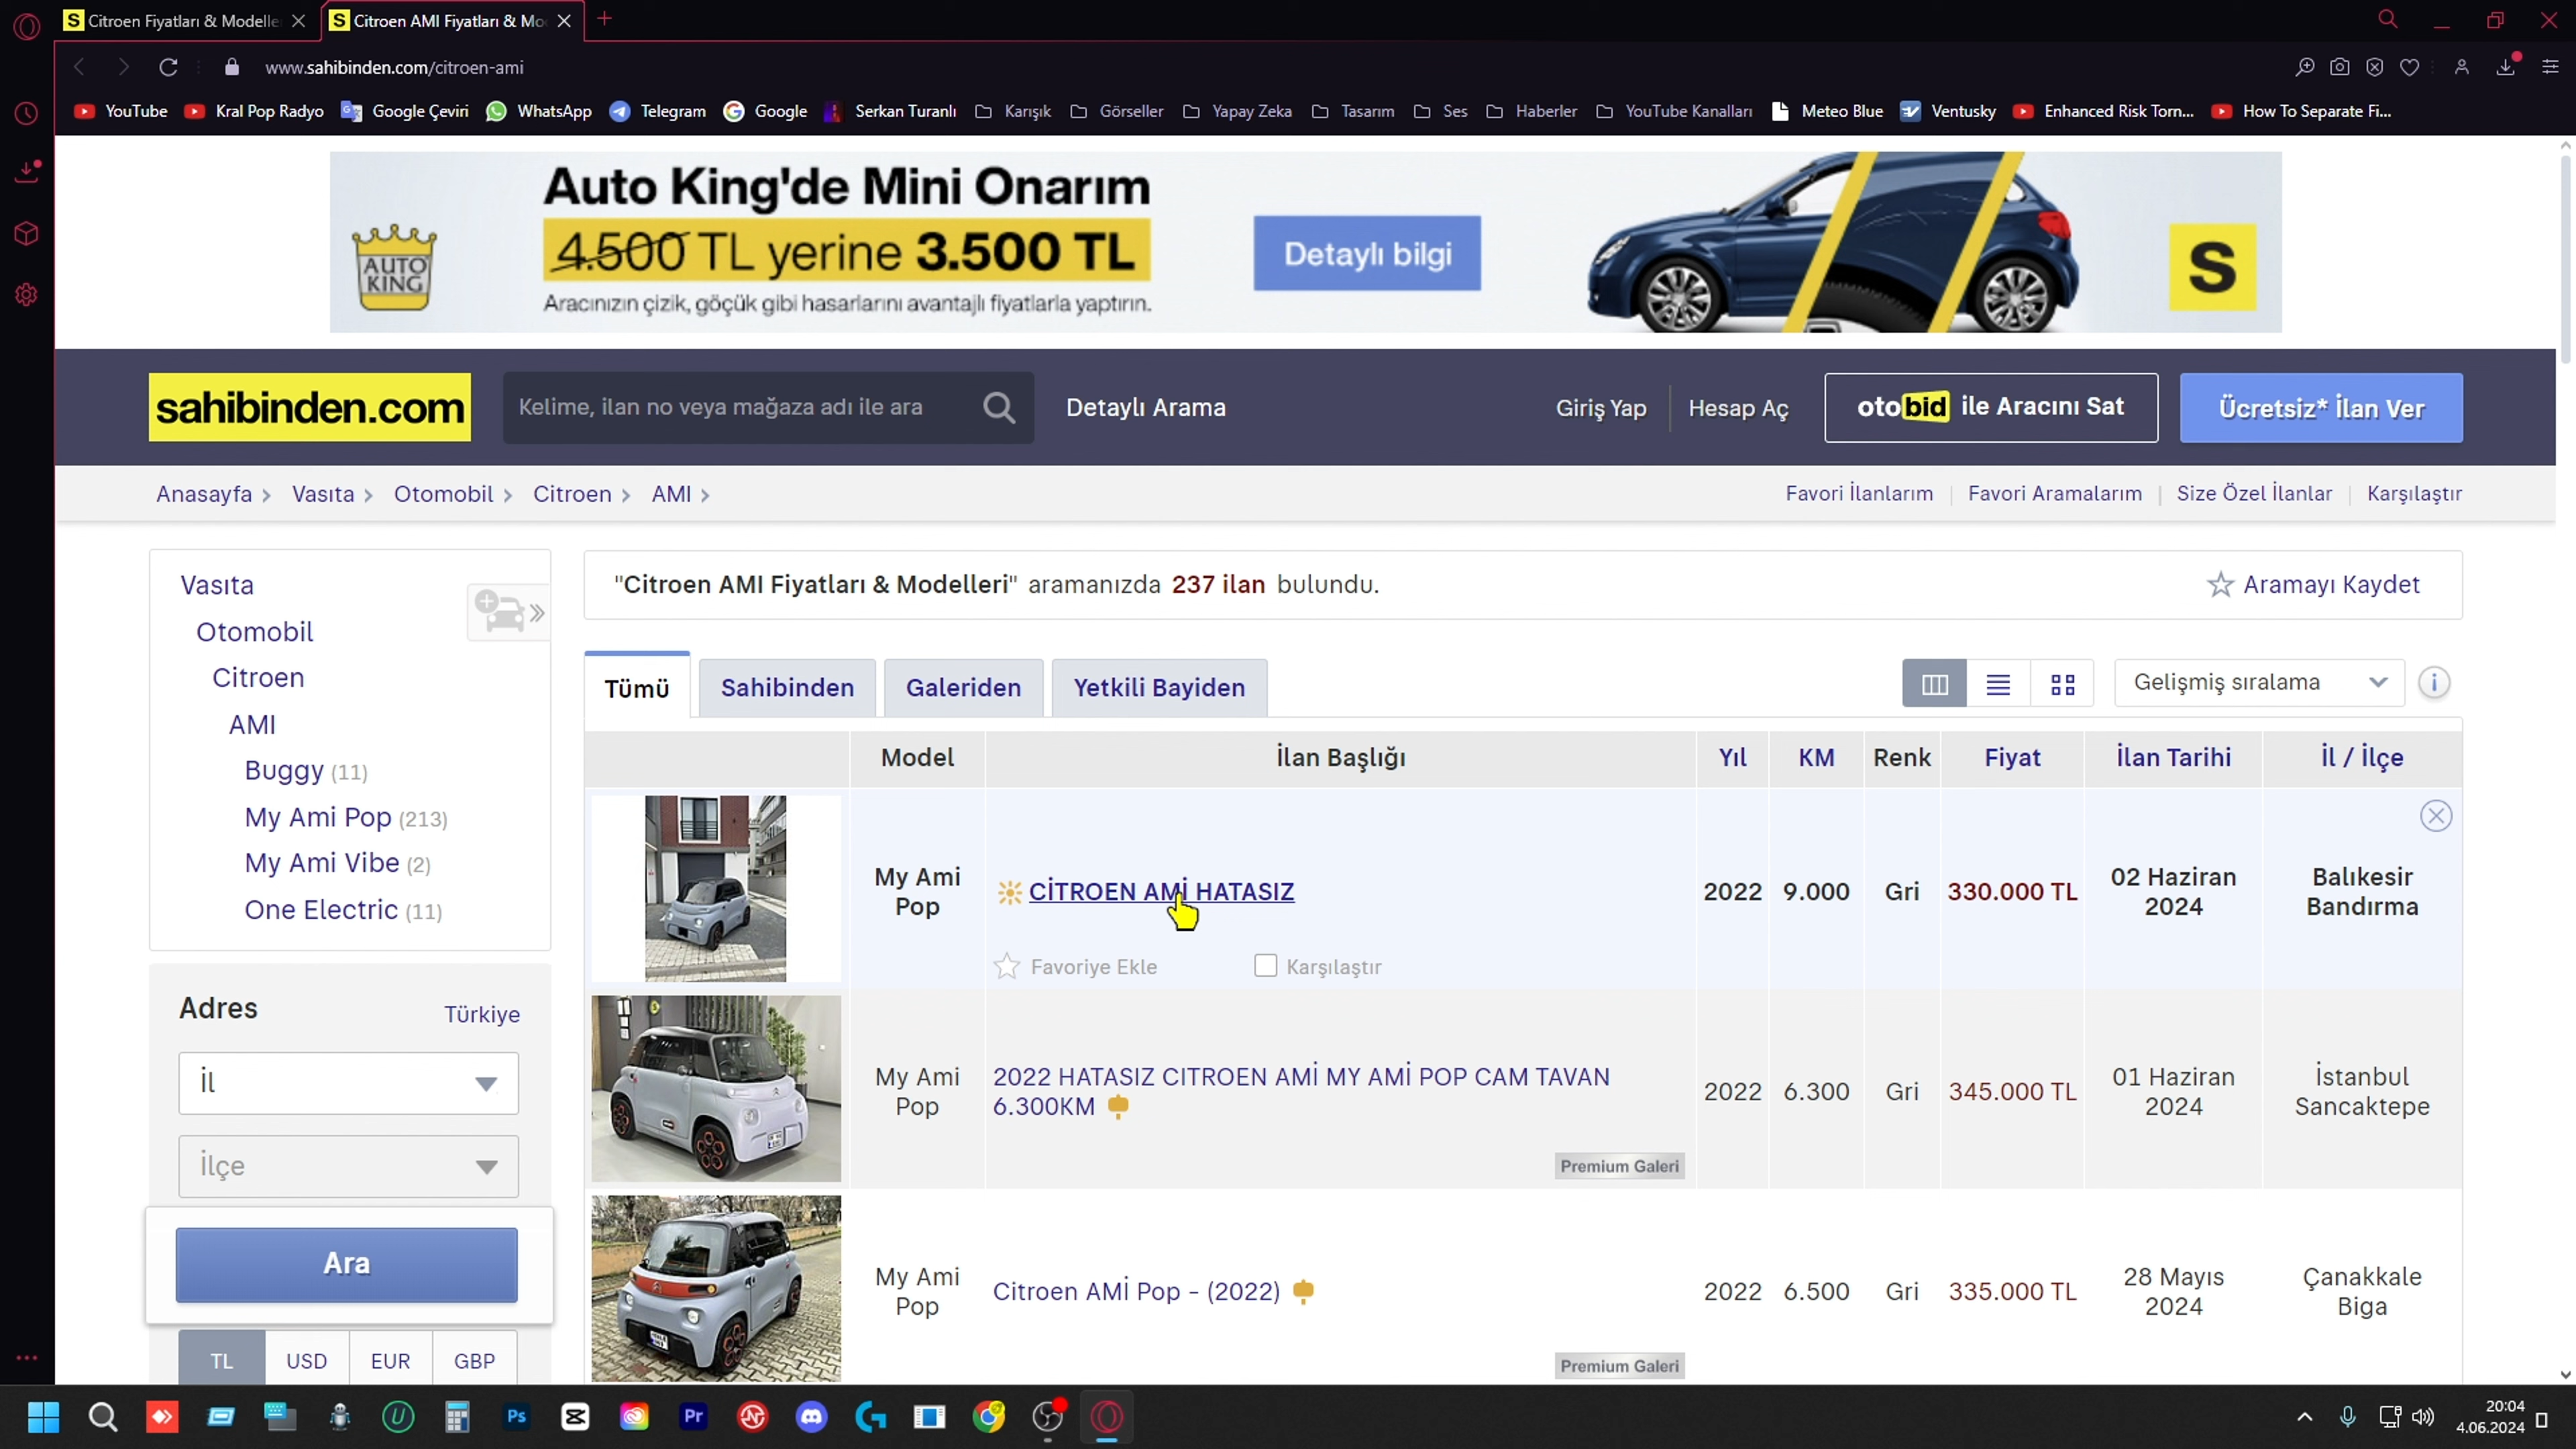 Citroen Fiyatları & Modelle
Citroen AMI Fiyatları & Mo
www.sahibinden.com/citroen-ami
YouTube Kral Pop Radyo Google Çeviri WhatsApp Telegram Google Serkan Turanlı Karışık Görseller Yapay Zeka Tasarım Ses Haberler YouTube Kanalları Meteo Blue Ventusky Enhanced Risk Torn... How To Separate Fi...
AUTO KING
Auto King'de Mini Onarım
4.500 TL yerine 3.500 TL
Aracınızın çizik, göçük gibi hasarlarını avantajlı fiyatlarla yaptırın.
Detaylı bilgi
S
sahibinden.com
Kelime, ilan no veya mağaza adı ile ara
Detaylı Arama
Giriş Yap
Hesap Aç
otobid ile Aracını Sat
Ücretsiz* İlan Ver
Anasayfa Vasıta Otomobil Citroen AMI
Favori İlanlarım Favori Aramalarım Size Özel İlanlar Karşılaştır
Vasıta
Otomobil
Citroen
AMI
Buggy (11)
My Ami Pop (213)
My Ami Vibe (2)
One Electric (11)
Adres
Türkiye
İl
İlçe
Ara
TL USD EUR GBP
"Citroen AMI Fiyatları & Modelleri" aramanızda 237 ilan bulundu.
Aramayı Kaydet
Tümü Sahibinden Galeriden Yetkili Bayiden
Gelişmiş sıralama
Model İlan Başlığı Yıl KM Renk Fiyat İlan Tarihi İl / İlçe
My Ami Pop CİTROEN AMİ HATASIZ 2022 9.000 Gri 330.000 TL 02 Haziran 2024 Balıkesir Bandırma
Favoriye Ekle Karşılaştır
My Ami Pop 2022 HATASIZ CITROEN AMİ MY AMİ POP CAM TAVAN 6.300KM 2022 6.300 Gri 345.000 TL 01 Haziran 2024 İstanbul Sancaktepe
Premium Galeri
My Ami Pop Citroen AMİ Pop - (2022) 2022 6.500 Gri 335.000 TL 28 Mayıs 2024 Çanakkale Biga
Premium Galeri
Ps
Pr
20:04
4.06.2024